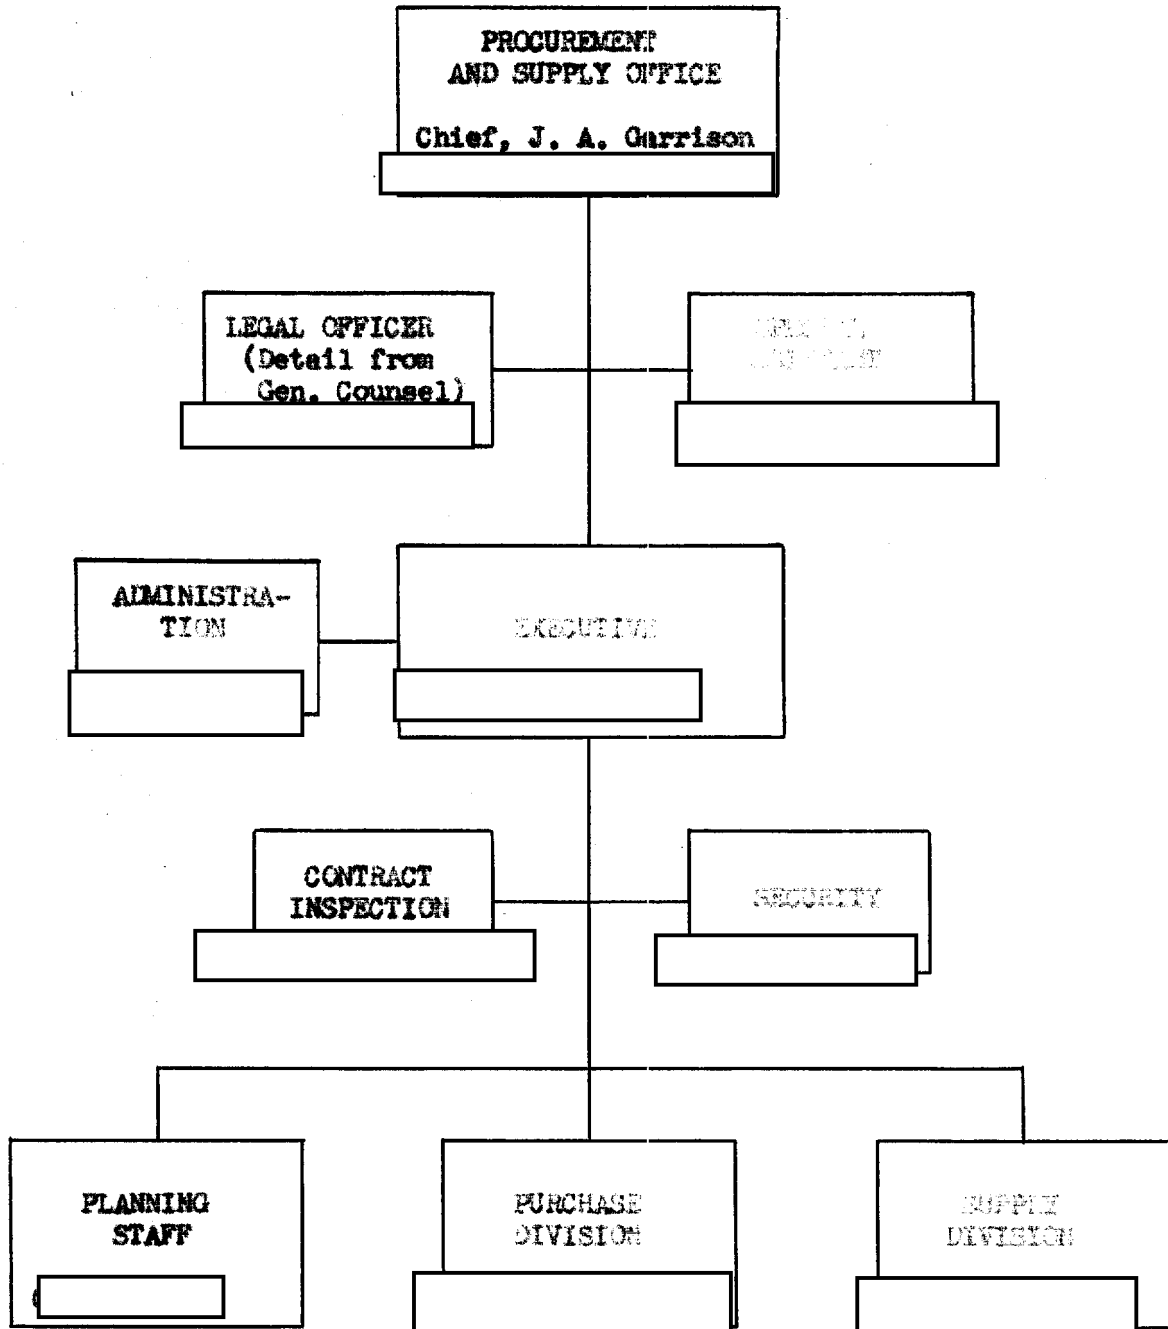 PROCUREMENT
AND SUPPLY OFFICE
Chief, J. A. Garrison
LEGAL OFFICER
(Detail from
Gen. Counsel)
ADMINISTRA-
TION
EXECUTIVE
CONTRACT
INSPECTION
SECURITY
PLANNING
STAFF
PURCHASE
DIVISION
SUPPLY
DIVISION